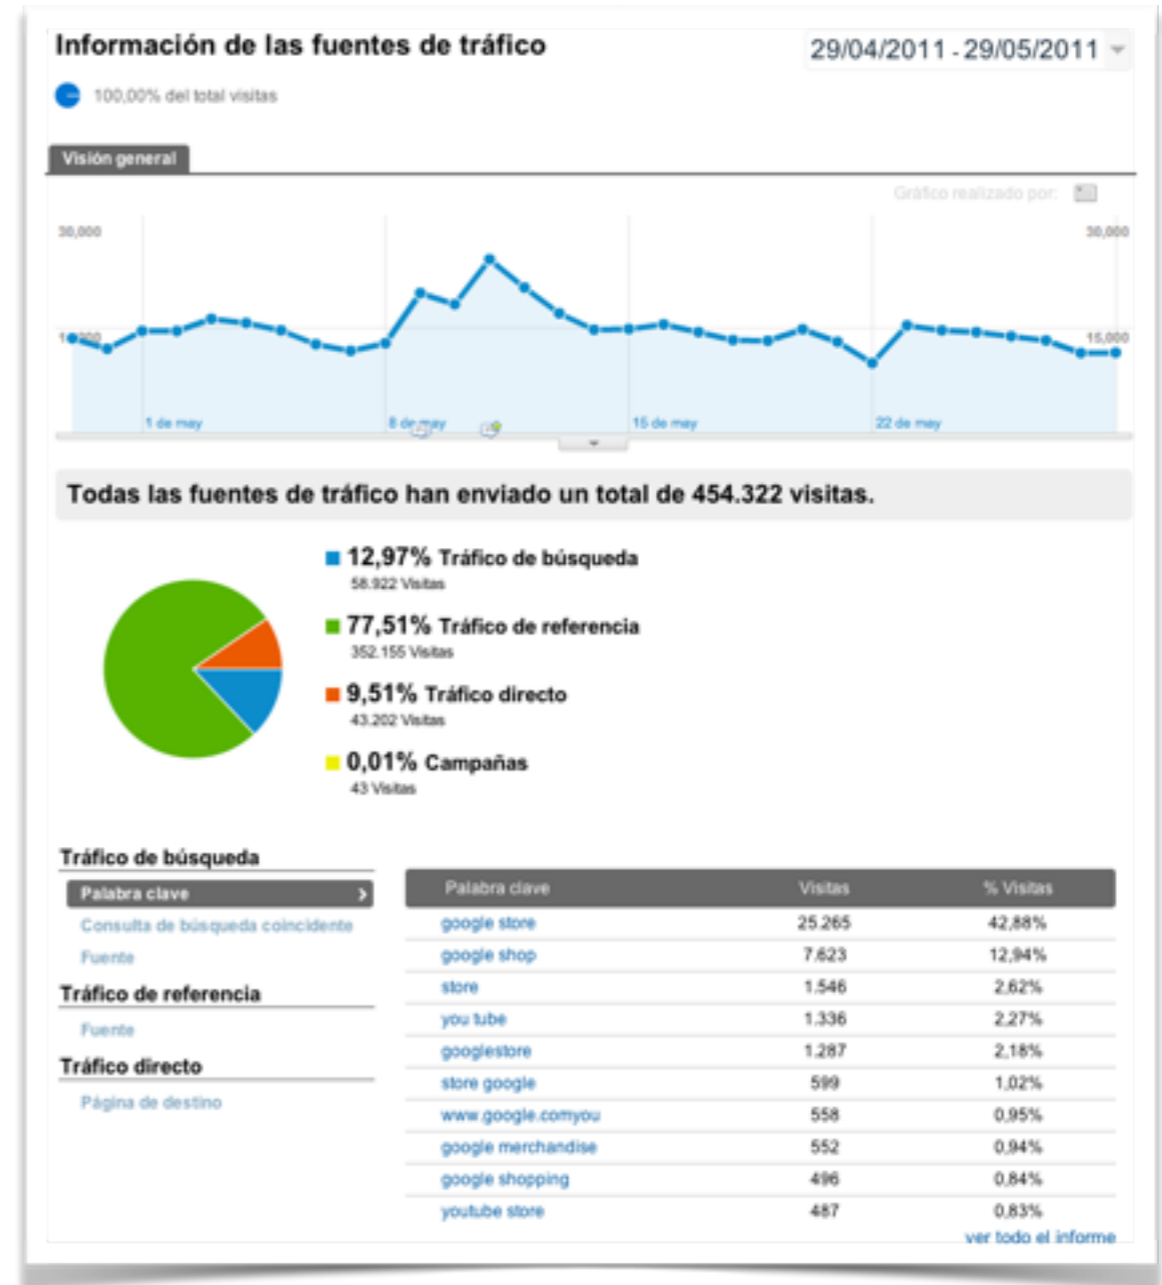 Información de las fuentes de tráfico
29/04/2011 - 29/05/2011
100,00% del total visitas
Visión general
Gráfico realizado por:
30,000
30,000
15,000
1 de may
8 de may
15 de may
22 de may
Todas las fuentes de tráfico han enviado un total de 454.322 visitas.
12,97% Tráfico de búsqueda
58.922 Visitas
77,51% Tráfico de referencia
352.155 Visitas
9,51% Tráfico directo
43.202 Visitas
0,01% Campañas
43 Visitas
Tráfico de búsqueda
Palabra clave
Consulta de búsqueda coincidente
Fuente
Tráfico de referencia
Fuente
Tráfico directo
Página de destino
Palabra clave Visitas % Visitas
google store 25.265 42,88%
google shop 7.623 12,94%
store 1.546 2,62%
you tube 1.336 2,27%
googlestore 1.287 2,18%
store google 599 1,02%
www.google.comyou 558 0,95%
google merchandise 552 0,94%
google shopping 496 0,84%
youtube store 487 0,83%
ver todo el informe